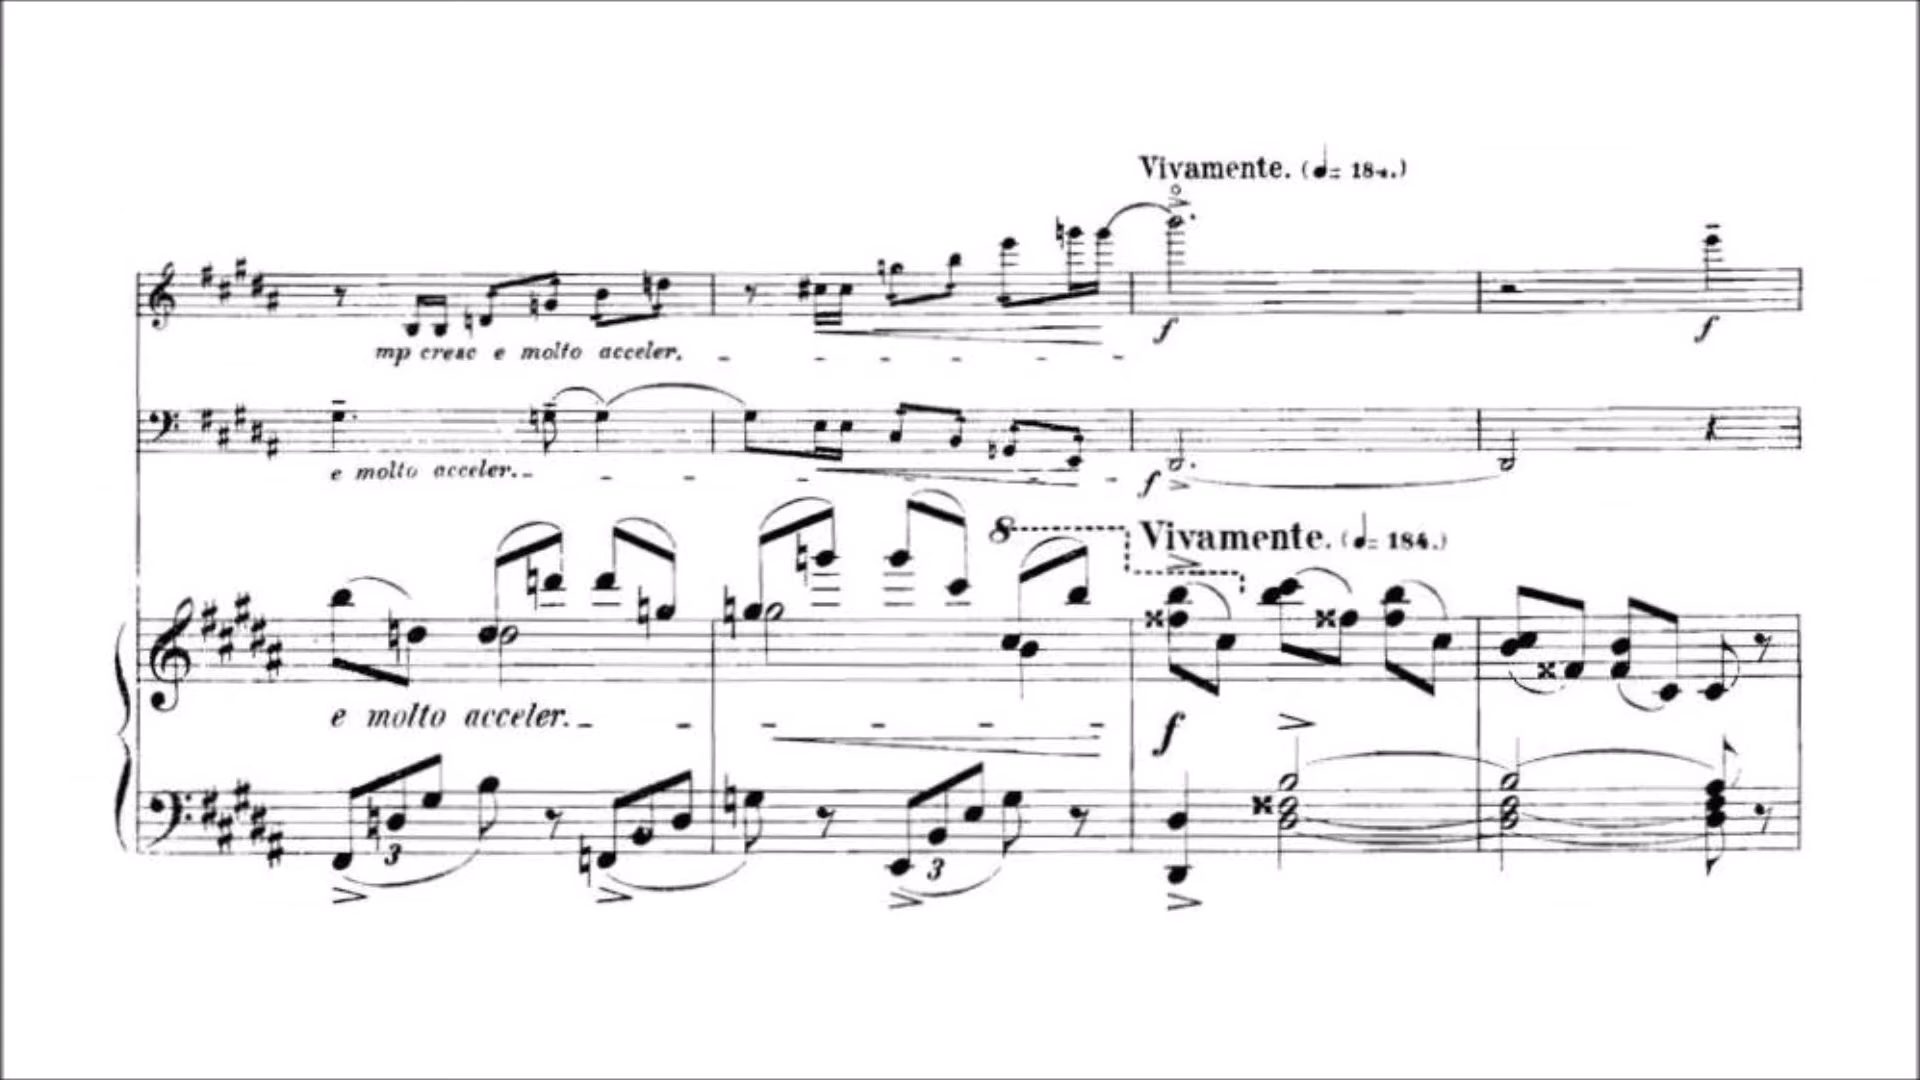 Vivamente. (♩= 184.)
f
f
mp cresc e molto acceler.
e molto acceler.
f
8
Vivamente. (♩= 184.)
e molto acceler.
f
3
3